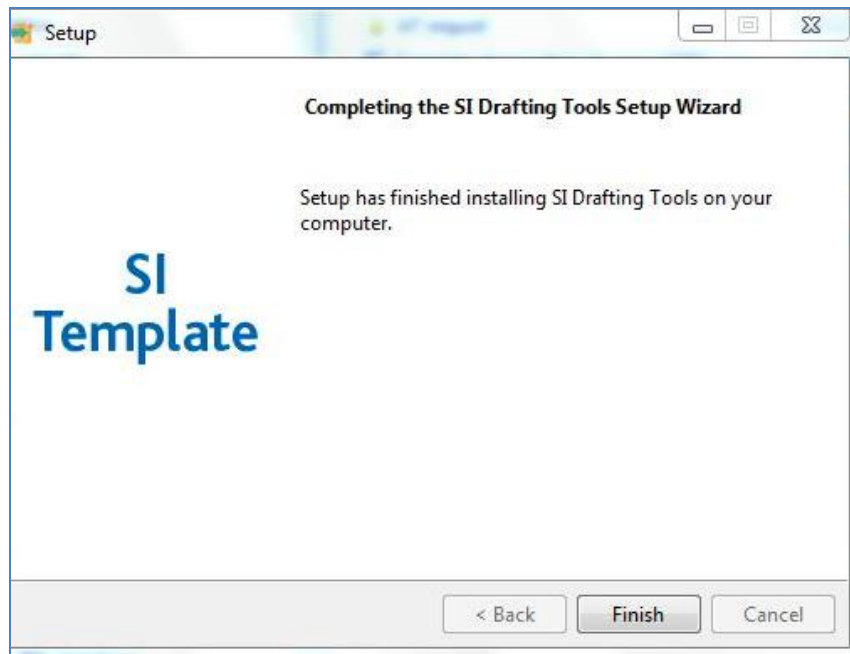 Setup
Completing the SI Drafting Tools Setup Wizard
Setup has finished installing SI Drafting Tools on your
computer.
SI
Template
< Back
Finish
Cancel